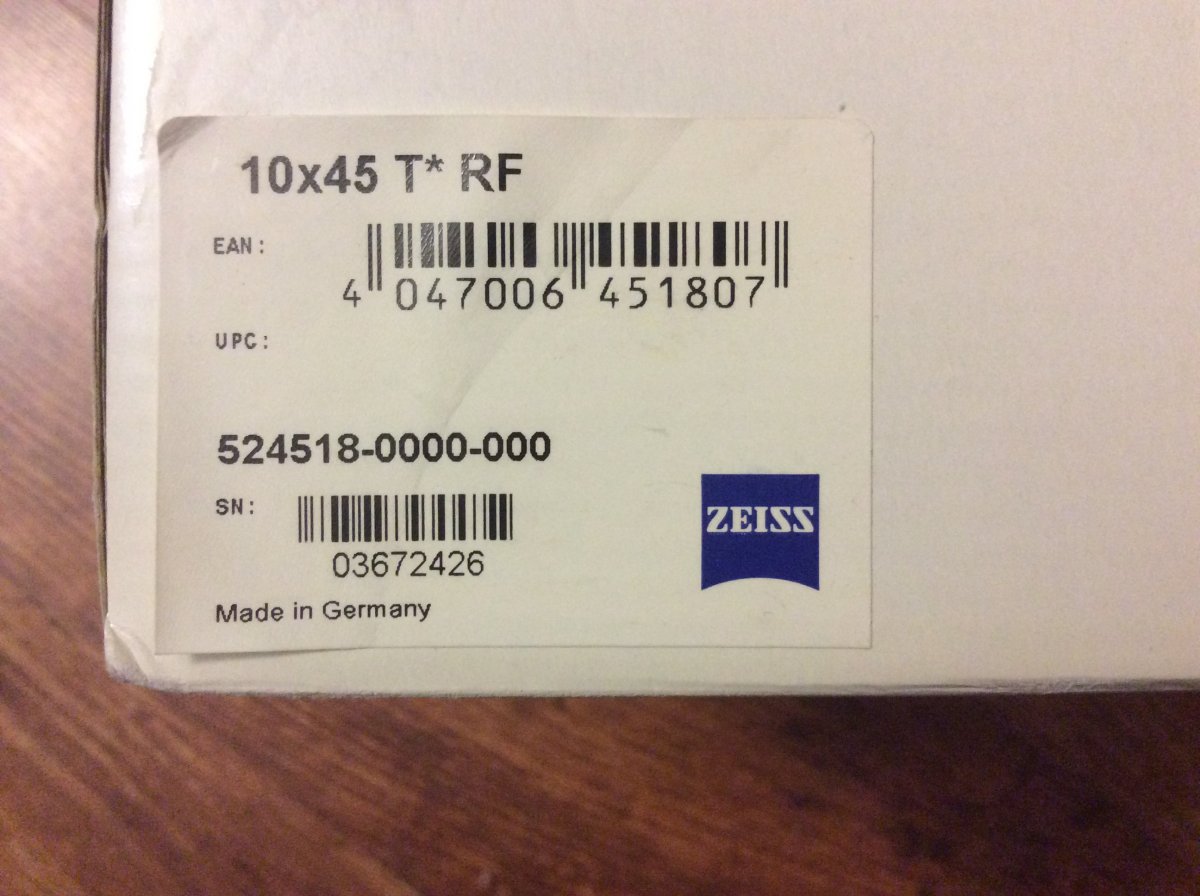 10x45 T* RF
EAN:
4 047006 451807
UPC:
524518-0000-000
SN:
03672426
ZEISS
Made in Germany